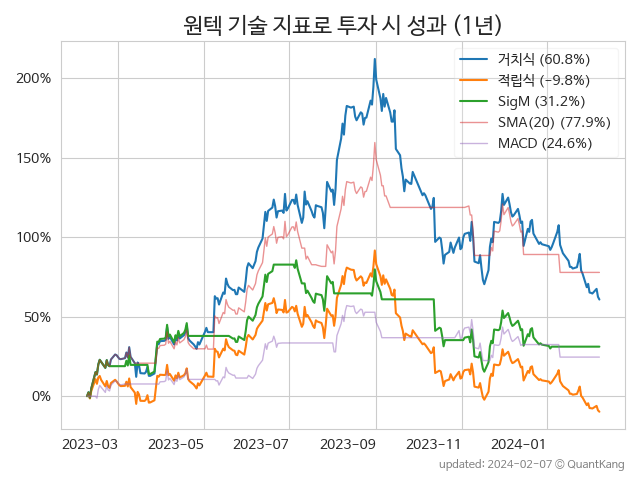 원텍 기술 지표로 투자 시 성과 (1년)
거치식 (60.8%)
적립식 (-9.8%)
SigM (31.2%)
SMA(20) (77.9%)
MACD (24.6%)
200%
150%
100%
50%
0%
2023-03 2023-05 2023-07 2023-09 2023-11 2024-01
updated: 2024-02-07 © QuantKang